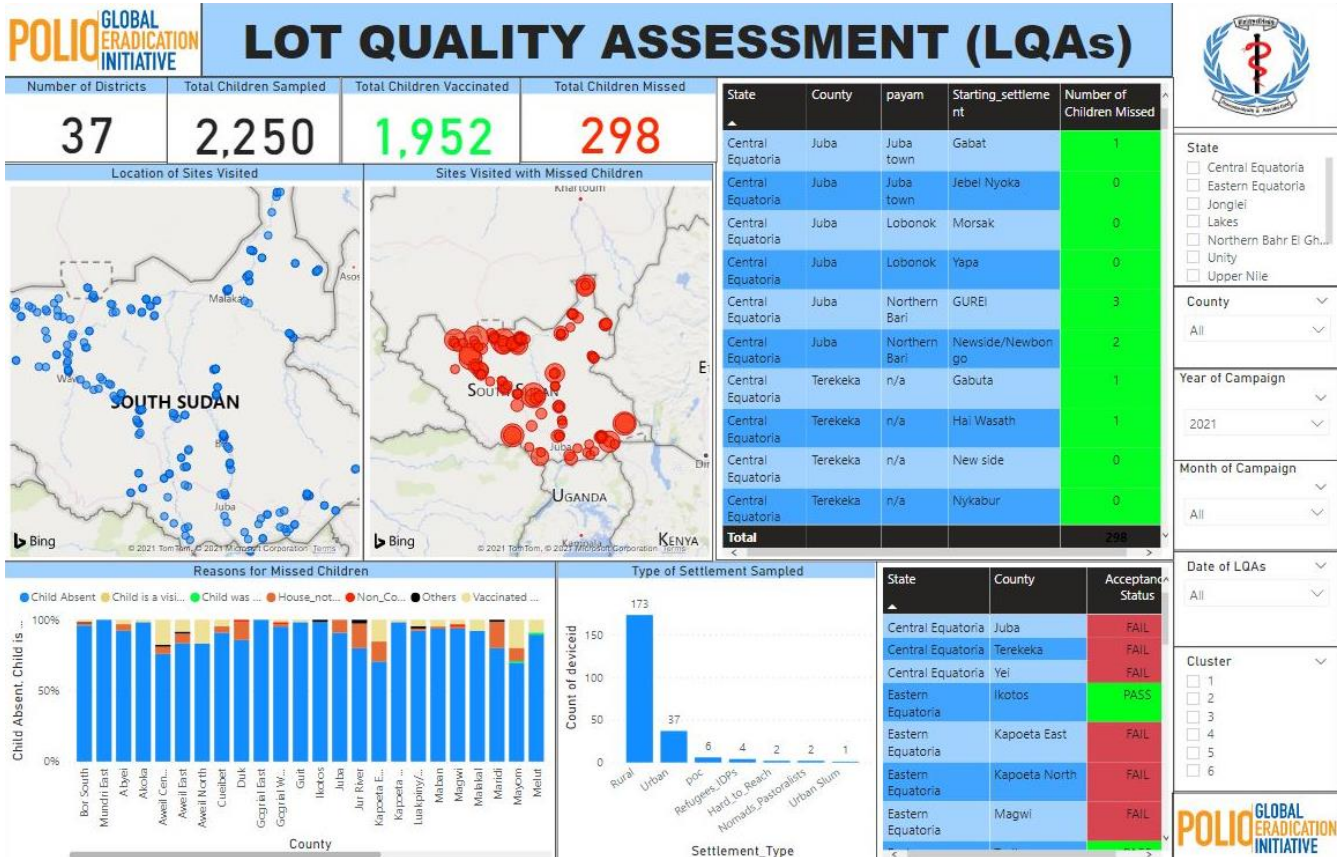 POLIO GLOBAL
ERADICATION
INITIATIVE
LOT QUALITY ASSESSMENT (LQAs)
Number of Districts
37
Total Children Sampled
2,250
Total Children Vaccinated
1,952
Total Children Missed
298
Location of Sites Visited
Malakal
Asos
Waw
SOUTH SUDAN
Juba
Bing
© 2021 TomTom, © 2021 Microsoft Corporation Terms
Sites Visited with Missed Children
Khartoum
E
SOUTH SUDAN
Juba
UGANDA
Kampala
KENYA
Bing
© 2021 TomTom, © 2021 Microsoft Corporation Terms
State County payam Starting_settleme
nt Number of
Children Missed
Central
Equatoria Juba Juba
town Gabat 1
Central
Equatoria Juba Juba
town Jebel Nyoka 0
Central
Equatoria Juba Lobonok Morsak 0
Central
Equatoria Juba Lobonok Yapa 0
Central
Equatoria Juba Northern
Bari GUREI 3
Central
Equatoria Juba Northern
Bari Newside/Newbon
go 2
Central
Equatoria Terekeka n/a Gabuta 1
Central
Equatoria Terekeka n/a Hai Wasath 1
Central
Equatoria Terekeka n/a New side 0
Central
Equatoria Terekeka n/a Nykabur 0
Total 298
State
Central Equatoria
Eastern Equatoria
Jonglei
Lakes
Northern Bahr El Gh...
Unity
Upper Nile
County
All
Year of Campaign
2021
Month of Campaign
All
Date of LQAs
All
Cluster
1
2
3
4
5
6
Reasons for Missed Children
Child Absent Child is a visi... Child was ... House_not... Non_Co... Others Vaccinated ...
Child Absent, Child is ...
100%
50%
0%
Bor South
Mundri East
Abyei
Akoka
Aweil Cen...
Aweil East
Aweil North
Cueibet
Duk
Gogrial East
Gogrial W...
Guit
Ikotos
Juba
Jur River
Kapoeta E...
Kapoeta ...
Luakpiny/...
Maban
Magwi
Malakal
Maridi
Mayom
Melut
County
Type of Settlement Sampled
Count of deviceid
150
100
50
0
173
37
6
4
2
2
1
Rural
Urban
poc
Refugees_IDPs
Hard_to_Reach
Nomads_Pastoralists
Urban Slum
Settlement_Type
State County Acceptance
Status
Central Equatoria Juba FAIL
Central Equatoria Terekeka FAIL
Central Equatoria Yei FAIL
Eastern
Equatoria Ikotos PASS
Eastern
Equatoria Kapoeta East FAIL
Eastern
Equatoria Kapoeta North FAIL
Eastern
Equatoria Magwi FAIL
POLIO GLOBAL
ERADICATION
INITIATIVE